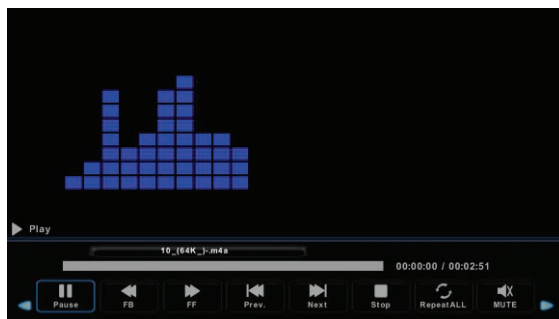 Play
10_(64K_)-.m4a
00:00:00 / 00:02:51
Pause FB FF Prev. Next Stop RepeatALL MUTE